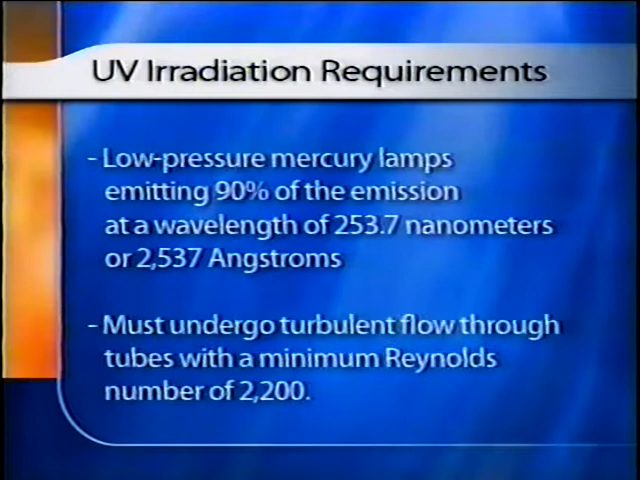 UV Irradiation Requirements
- Low-pressure mercury lamps
emitting 90% of the emission
at a wavelength of 253.7 nanometers
or 2,537 Angstroms
- Must undergo turbulent flow through
tubes with a minimum Reynolds
number of 2,200.